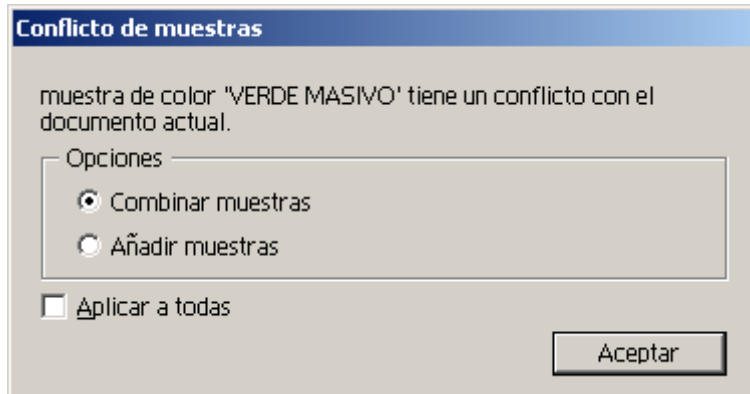 Conflicto de muestras
muestra de color 'VERDE MASIVO' tiene un conflicto con el
documento actual.
Opciones
Combinar muestras
Añadir muestras
Aplicar a todas
Aceptar